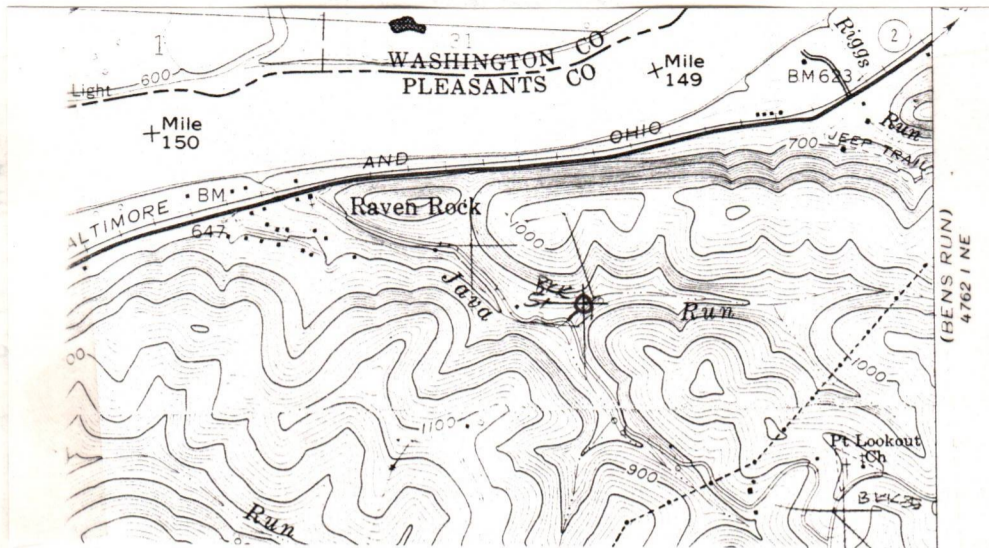 1
31
2
WASHINGTON CO
PLEASANTS CO
Riggs
600
Light
Mile
149
BM 623
Mile
150
Run
OHIO
AND
700
JEEP TRAIL
BM
Raven Rock
ALTIMORE
647
1000
Java
Run
(BENS RUN)
4762 I NE
1000
1100
Pt Lookout
Ch
900
Run